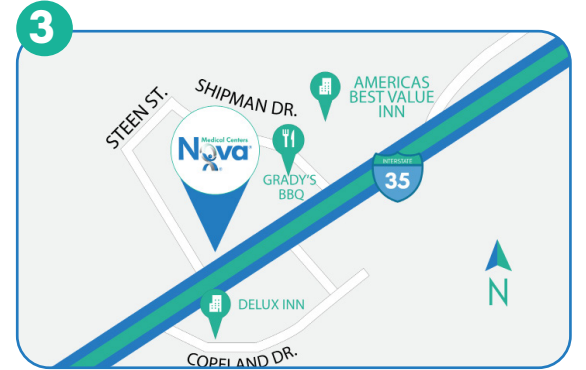 3
STEEN ST.
SHIPMAN DR.
AMERICAS
BEST VALUE
INN
Medical Centers
Nova
GRADY'S
BBQ
INTERSTATE
35
N
DELUX INN
COPELAND DR.